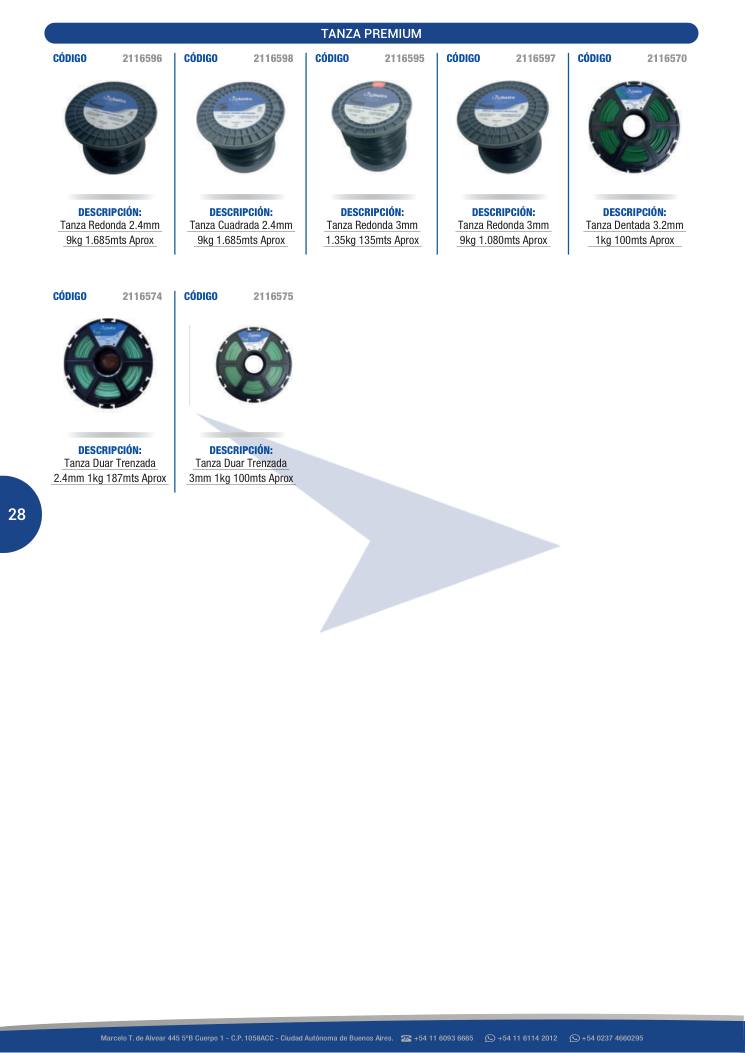 TANZA PREMIUM
CÓDIGO 2116596
DESCRIPCIÓN:
Tanza Redonda 2.4mm
9kg 1.685mts Aprox
CÓDIGO 2116598
DESCRIPCIÓN:
Tanza Cuadrada 2.4mm
9kg 1.685mts Aprox
CÓDIGO 2116595
DESCRIPCIÓN:
Tanza Redonda 3mm
1.35kg 135mts Aprox
CÓDIGO 2116597
DESCRIPCIÓN:
Tanza Redonda 3mm
9kg 1.080mts Aprox
CÓDIGO 2116570
DESCRIPCIÓN:
Tanza Dentada 3.2mm
1kg 100mts Aprox
CÓDIGO 2116574
DESCRIPCIÓN:
Tanza Duar Trenzada
2.4mm 1kg 187mts Aprox
CÓDIGO 2116575
DESCRIPCIÓN:
Tanza Duar Trenzada
3mm 1kg 100mts Aprox
28
Marcelo T. de Alvear 445 5ºB Cuerpo 1 - C.P. 1058ACC - Ciudad Autónoma de Buenos Aires. +54 11 6093 6665 +54 11 6114 2012 +54 0237 4660295